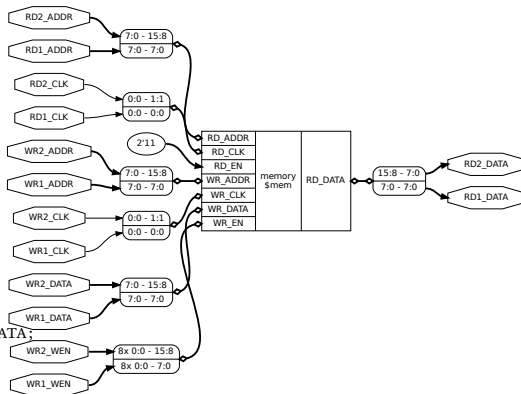 RD2_ADDR
7:0 - 15:8
RD1_ADDR
7:0 - 7:0
RD2_CLK
0:0 - 1:1
RD1_CLK
0:0 - 0:0
2'11
RD_ADDR
RD_CLK
RD_EN
WR_ADDR
WR_CLK
WR_DATA
WR_EN
memory
$mem
RD_DATA
15:8 - 7:0
7:0 - 7:0
RD2_DATA
RD1_DATA
WR2_ADDR
7:0 - 15:8
WR1_ADDR
7:0 - 7:0
WR2_CLK
0:0 - 1:1
WR1_CLK
0:0 - 0:0
WR2_DATA
7:0 - 15:8
WR1_DATA
7:0 - 7:0
ATA;
WR2_WEN
8x 0:0 - 15:8
WR1_WEN
8x 0:0 - 7:0